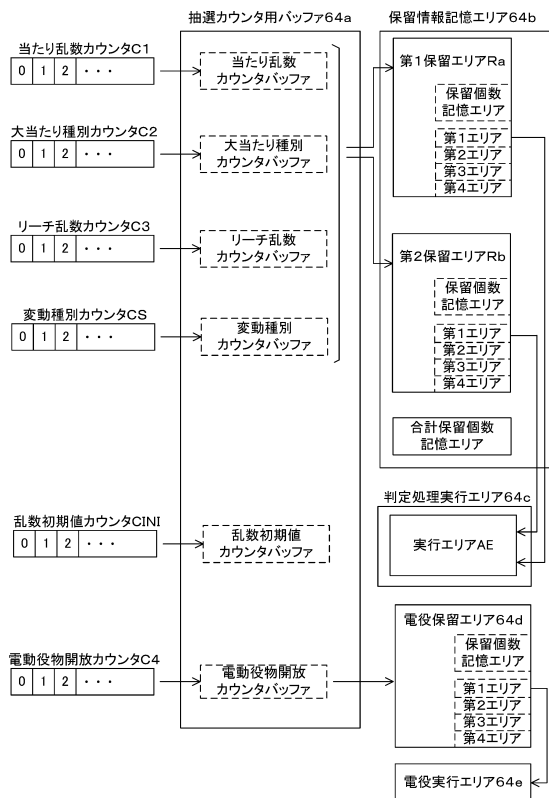 抽選カウンタ用バッファ64a
保留情報記憶エリア64b
当たり乱数カウンタC1
0 1 2 ・・・
当たり乱数
カウンタバッファ
大当たり種別カウンタC2
0 1 2 ・・・
大当たり種別
カウンタバッファ
リーチ乱数カウンタC3
0 1 2 ・・・
リーチ乱数
カウンタバッファ
変動種別カウンタCS
0 1 2 ・・・
変動種別
カウンタバッファ
乱数初期値カウンタCINI
0 1 2 ・・・
乱数初期値
カウンタバッファ
電動役物開放カウンタC4
0 1 2 ・・・
電動役物開放
カウンタバッファ
第1保留エリアRa
保留個数
記憶エリア
第1エリア
第2エリア
第3エリア
第4エリア
第2保留エリアRb
保留個数
記憶エリア
第1エリア
第2エリア
第3エリア
第4エリア
合計保留個数
記憶エリア
判定処理実行エリア64c
実行エリアAE
電役保留エリア64d
保留個数
記憶エリア
第1エリア
第2エリア
第3エリア
第4エリア
電役実行エリア64e